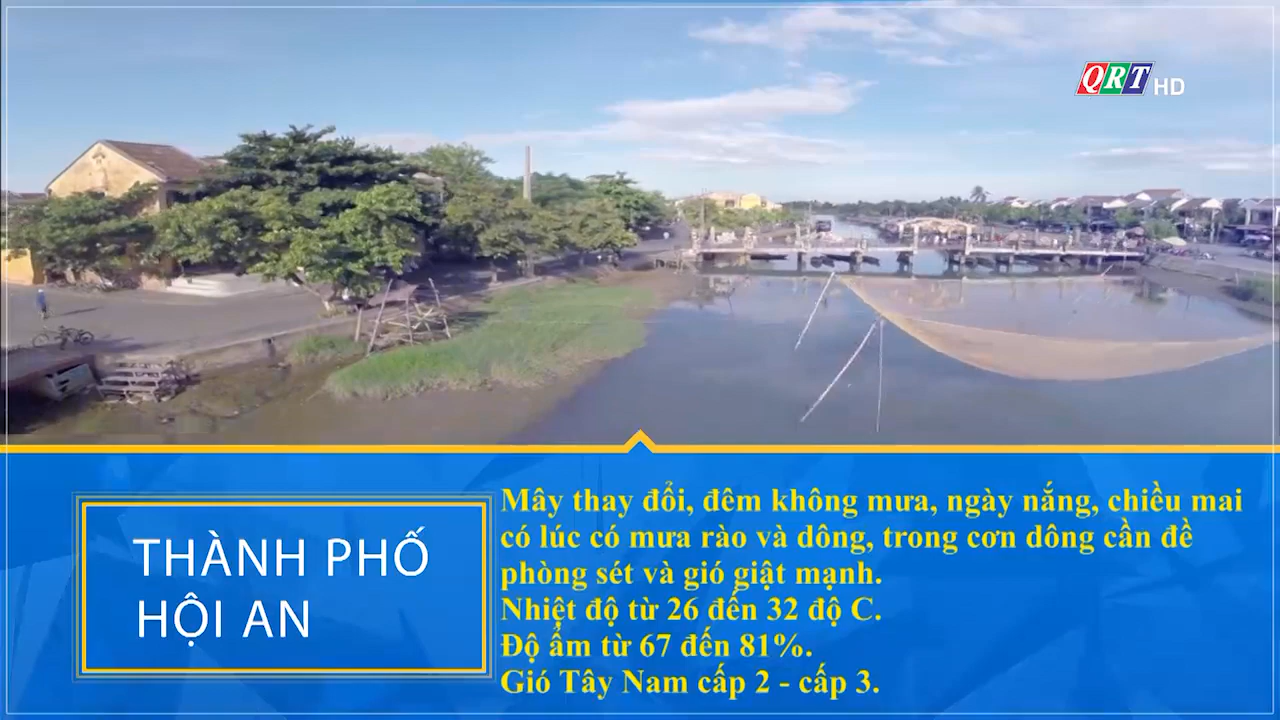 QRT HD
THÀNH PHỐ
HỘI AN
Mây thay đổi, đêm không mưa, ngày nắng, chiều mai
có lúc có mưa rào và dông, trong cơn dông cần đề
phòng sét và gió giật mạnh.
Nhiệt độ từ 26 đến 32 độ C.
Độ ẩm từ 67 đến 81%.
Gió Tây Nam cấp 2 - cấp 3.